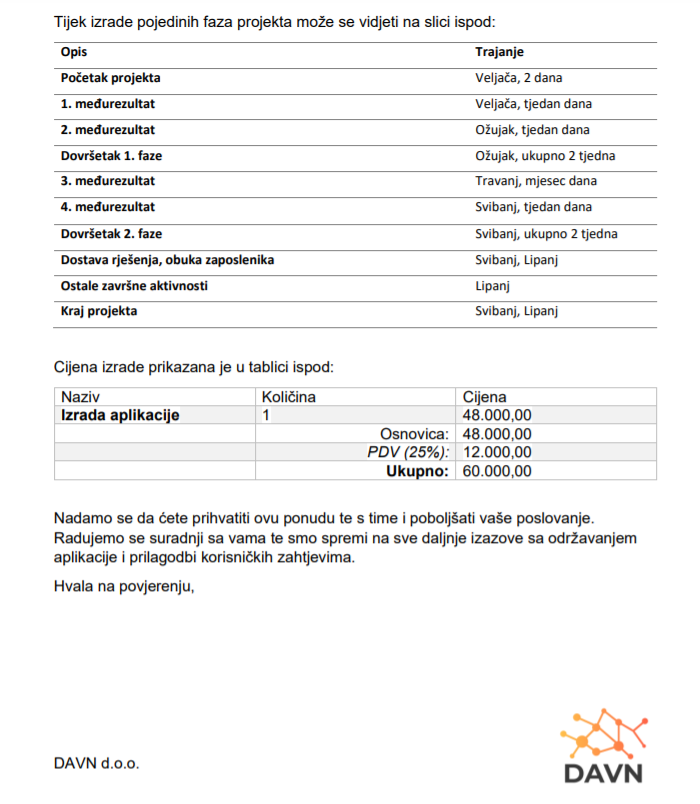 Tijek izrade pojedinih faza projekta može se vidjeti na slici ispod:
Opis Trajanje
Početak projekta Veljača, 2 dana
1. međurezultat Veljača, tjedan dana
2. međurezultat Ožujak, tjedan dana
Dovršetak 1. faze Ožujak, ukupno 2 tjedna
3. međurezultat Travanj, mjesec dana
4. međurezultat Svibanj, tjedan dana
Dovršetak 2. faze Svibanj, ukupno 2 tjedna
Dostava rješenja, obuka zaposlenika Svibanj, Lipanj
Ostale završne aktivnosti Lipanj
Kraj projekta Svibanj, Lipanj
Cijena izrade prikazana je u tablici ispod:
Naziv Količina Cijena
Izrada aplikacije 1 48.000,00
Osnovica: 48.000,00
PDV (25%): 12.000,00
Ukupno: 60.000,00
Nadamo se da ćete prihvatiti ovu ponudu te s time i poboljšati vaše poslovanje.
Radujemo se suradnji sa vama te smo spremi na sve daljnje izazove sa održavanjem
aplikacije i prilagodbi korisničkih zahtjevima.
Hvala na povjerenju,
DAVN d.o.o.
DAVN